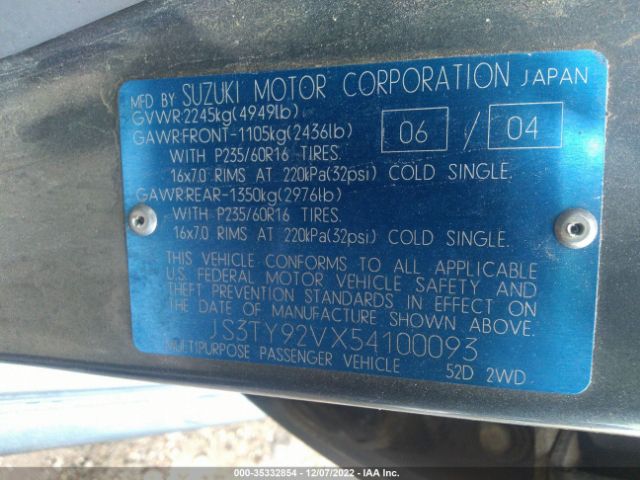 MFD BY SUZUKI MOTOR CORPORATION JAPAN
GVWR:2245kg(4949lb)
GAWR:FRONT-1105kg(2436lb) 06 / 04
WITH P235/60R16 TIRES.
16x7.0 RIMS AT 220kPa(32psi) COLD SINGLE.
GAWR:REAR-1350kg(2976lb)
WITH P235/60R16 TIRES.
16x7.0 RIMS AT 220kPa(32psi) COLD SINGLE.
THIS VEHICLE CONFORMS TO ALL APPLICABLE
U.S. FEDERAL MOTOR VEHICLE SAFETY AND
THEFT PREVENTION STANDARDS IN EFFECT ON
THE DATE OF MANUFACTURE SHOWN ABOVE.
JS3TY92VX54100093
MULTIPURPOSE PASSENGER VEHICLE 52D 2WD
000-35332854 - 12/07/2022 - IAA Inc.